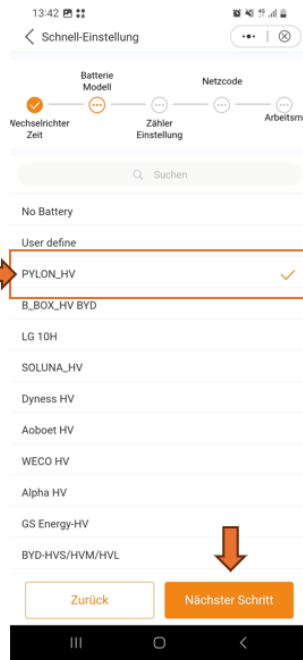 13:42
Schnell-Einstellung
Batterie
Modell
Netzcode
Wechselrichter
Zeit
Zähler
Einstellung
Arbeitsm
Suchen
No Battery
User define
PYLON_HV
B_BOX_HV BYD
LG 10H
SOLUNA_HV
Dyness HV
Aoboet HV
WECO HV
Alpha HV
GS Energy-HV
BYD-HVS/HVM/HVL
Zurück
Nächster Schritt